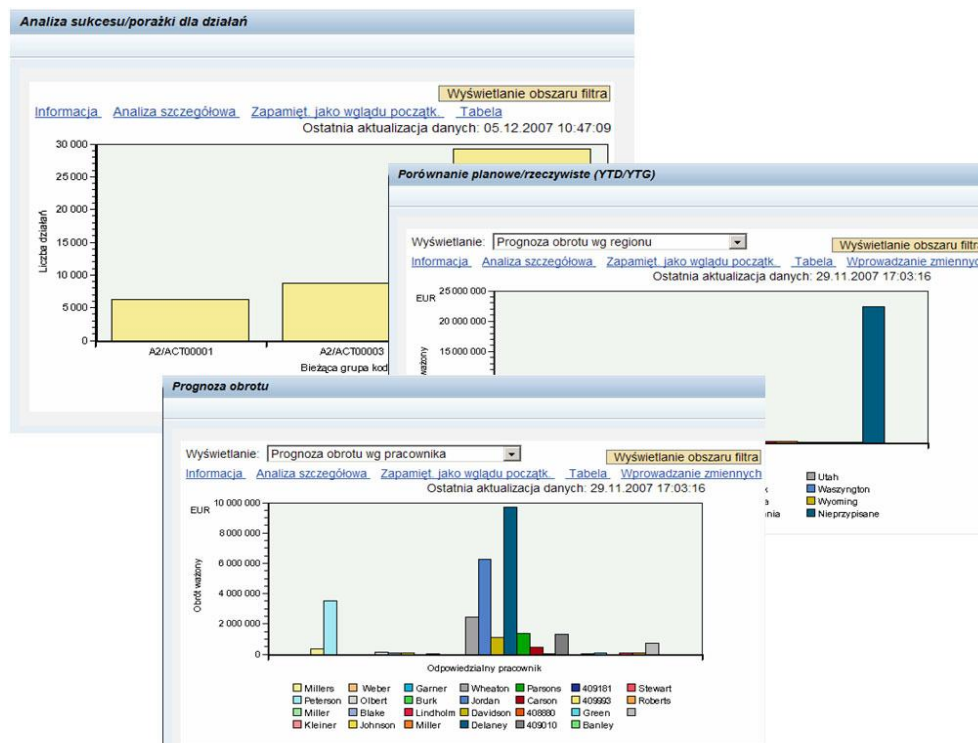 Analiza sukcesu/porażki dla działań
Wyświetlanie obszaru filtra
Informacja Analiza szczegółowa Zapamięt. jako wglądu początk. Tabela
Ostatnia aktualizacja danych: 05.12.2007 10:47:09
30 000
25 000
20 000
15 000
10 000
5 000
0
Liczba działań
A2/ACT00001 A2/ACT00003
Bieżąca grupa kod
Porównanie planowe/rzeczywiste (YTD/YTG)
Wyświetlanie: Prognoza obrotu wg regionu
Wyświetlanie obszaru filtra
Informacja Analiza szczegółowa Zapamięt. jako wglądu początk. Tabela Wprowadzanie zmiennyc
Ostatnia aktualizacja danych: 29.11.2007 17:03:16
EUR
25 000 000
20 000 000
15 000 000
ważony
Utah
Waszyngton
Wyoming
Nieprzypisane
Prognoza obrotu
Wyświetlanie: Prognoza obrotu wg pracownika
Wyświetlanie obszaru filtra
Informacja Analiza szczegółowa Zapamięt. jako wglądu początk. Tabela Wprowadzanie zmiennych
Ostatnia aktualizacja danych: 29.11.2007 17:03:16
EUR
10 000 000
8 000 000
6 000 000
4 000 000
2 000 000
0
Obrót ważony
Odpowiedzialny pracownik
Millers Weber Garner Wheaton Parsons 409181 Stewart
Peterson Olbert Burk Jordan Carson 409993 Roberts
Miller Blake Lindholm Davidson 408880 Green
Kleiner Johnson Miller Delaney 409010 Banley